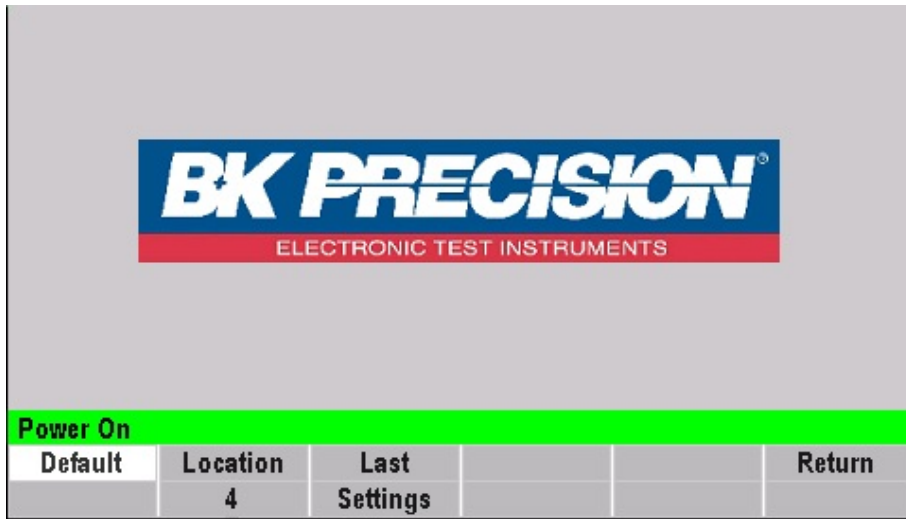 BK PRECISION®
ELECTRONIC TEST INSTRUMENTS
Power On
Default Location Last Return
4 Settings